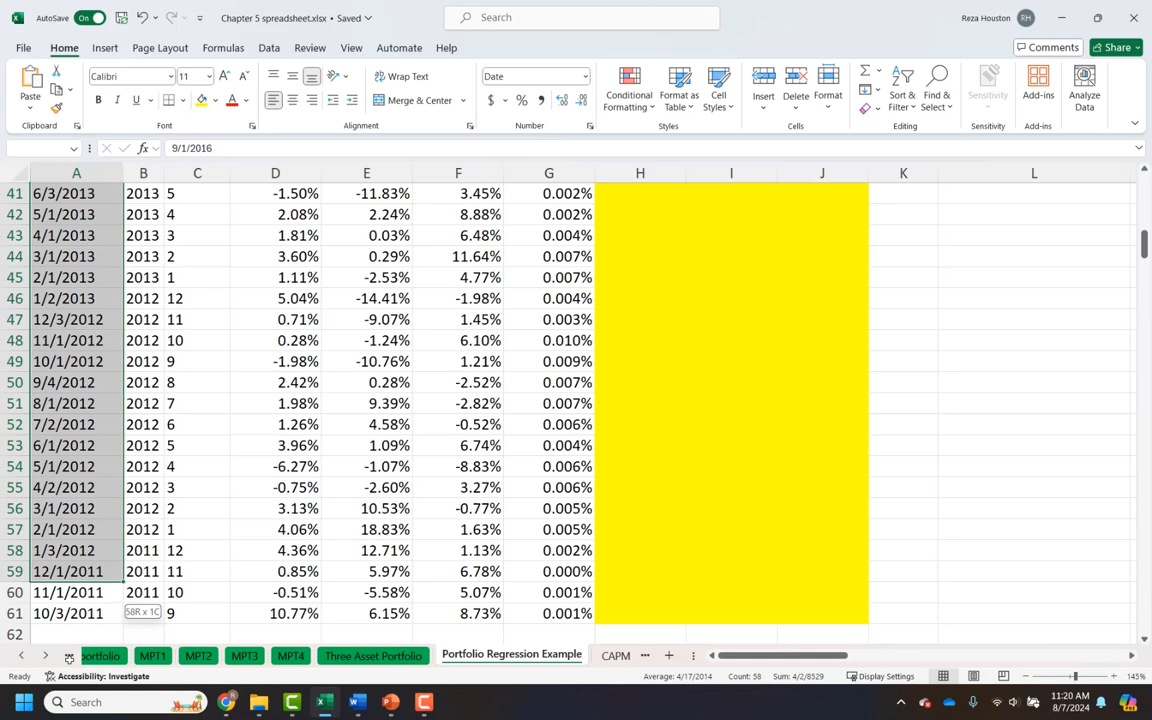 AutoSave On Chapter 5 spreadsheet.xlsx • Saved Search Reza Houston RH
File Home Insert Page Layout Formulas Data Review View Automate Help Comments Share
Paste Calibri 11 Wrap Text Date Conditional Formatting Format as Table Cell Styles Insert Delete Format Sort & Filter Find & Select Sensitivity Add-ins Analyze Data
B I U A Merge & Center $ % 9
Clipboard Font Alignment Number Styles Cells Editing Sensitivity Add-ins
fx 9/1/2016
A B C D E F G H I J K L
41 6/3/2013 2013 5 -1.50% -11.83% 3.45% 0.002%
42 5/1/2013 2013 4 2.08% 2.24% 8.88% 0.002%
43 4/1/2013 2013 3 1.81% 0.03% 6.48% 0.004%
44 3/1/2013 2013 2 3.60% 0.29% 11.64% 0.007%
45 2/1/2013 2013 1 1.11% -2.53% 4.77% 0.007%
46 1/2/2013 2012 12 5.04% -14.41% -1.98% 0.004%
47 12/3/2012 2012 11 0.71% -9.07% 1.45% 0.003%
48 11/1/2012 2012 10 0.28% -1.24% 6.10% 0.010%
49 10/1/2012 2012 9 -1.98% -10.76% 1.21% 0.009%
50 9/4/2012 2012 8 2.42% 0.28% -2.52% 0.007%
51 8/1/2012 2012 7 1.98% 9.39% -2.82% 0.007%
52 7/2/2012 2012 6 1.26% 4.58% -0.52% 0.006%
53 6/1/2012 2012 5 3.96% 1.09% 6.74% 0.004%
54 5/1/2012 2012 4 -6.27% -1.07% -8.83% 0.006%
55 4/2/2012 2012 3 -0.75% -2.60% 3.27% 0.006%
56 3/1/2012 2012 2 3.13% 10.53% -0.77% 0.005%
57 2/1/2012 2012 1 4.06% 18.83% 1.63% 0.005%
58 1/3/2012 2011 12 4.36% 12.71% 1.13% 0.002%
59 12/1/2011 2011 11 0.85% 5.97% 6.78% 0.000%
60 11/1/2011 2011 10 -0.51% -5.58% 5.07% 0.001%
61 10/3/2011 58R x 1C 9 10.77% 6.15% 8.73% 0.001%
62
portfolio MPT1 MPT2 MPT3 MPT4 Three Asset Portfolio Portfolio Regression Example CAPM
Ready Accessibility: Investigate Average: 4/17/2014 Count: 58 Sum: 4/2/8529 Display Settings 145%
Search 11:20 AM
8/7/2024